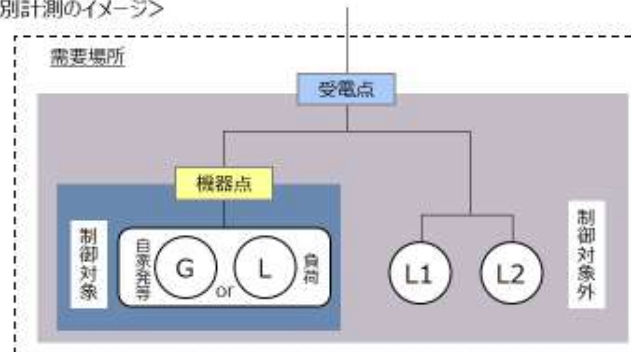 別計測のイメージ>
需要場所
受電点
機器点
制御対象
自家発等
G
or
L
負荷
L1
L2
制御対象外